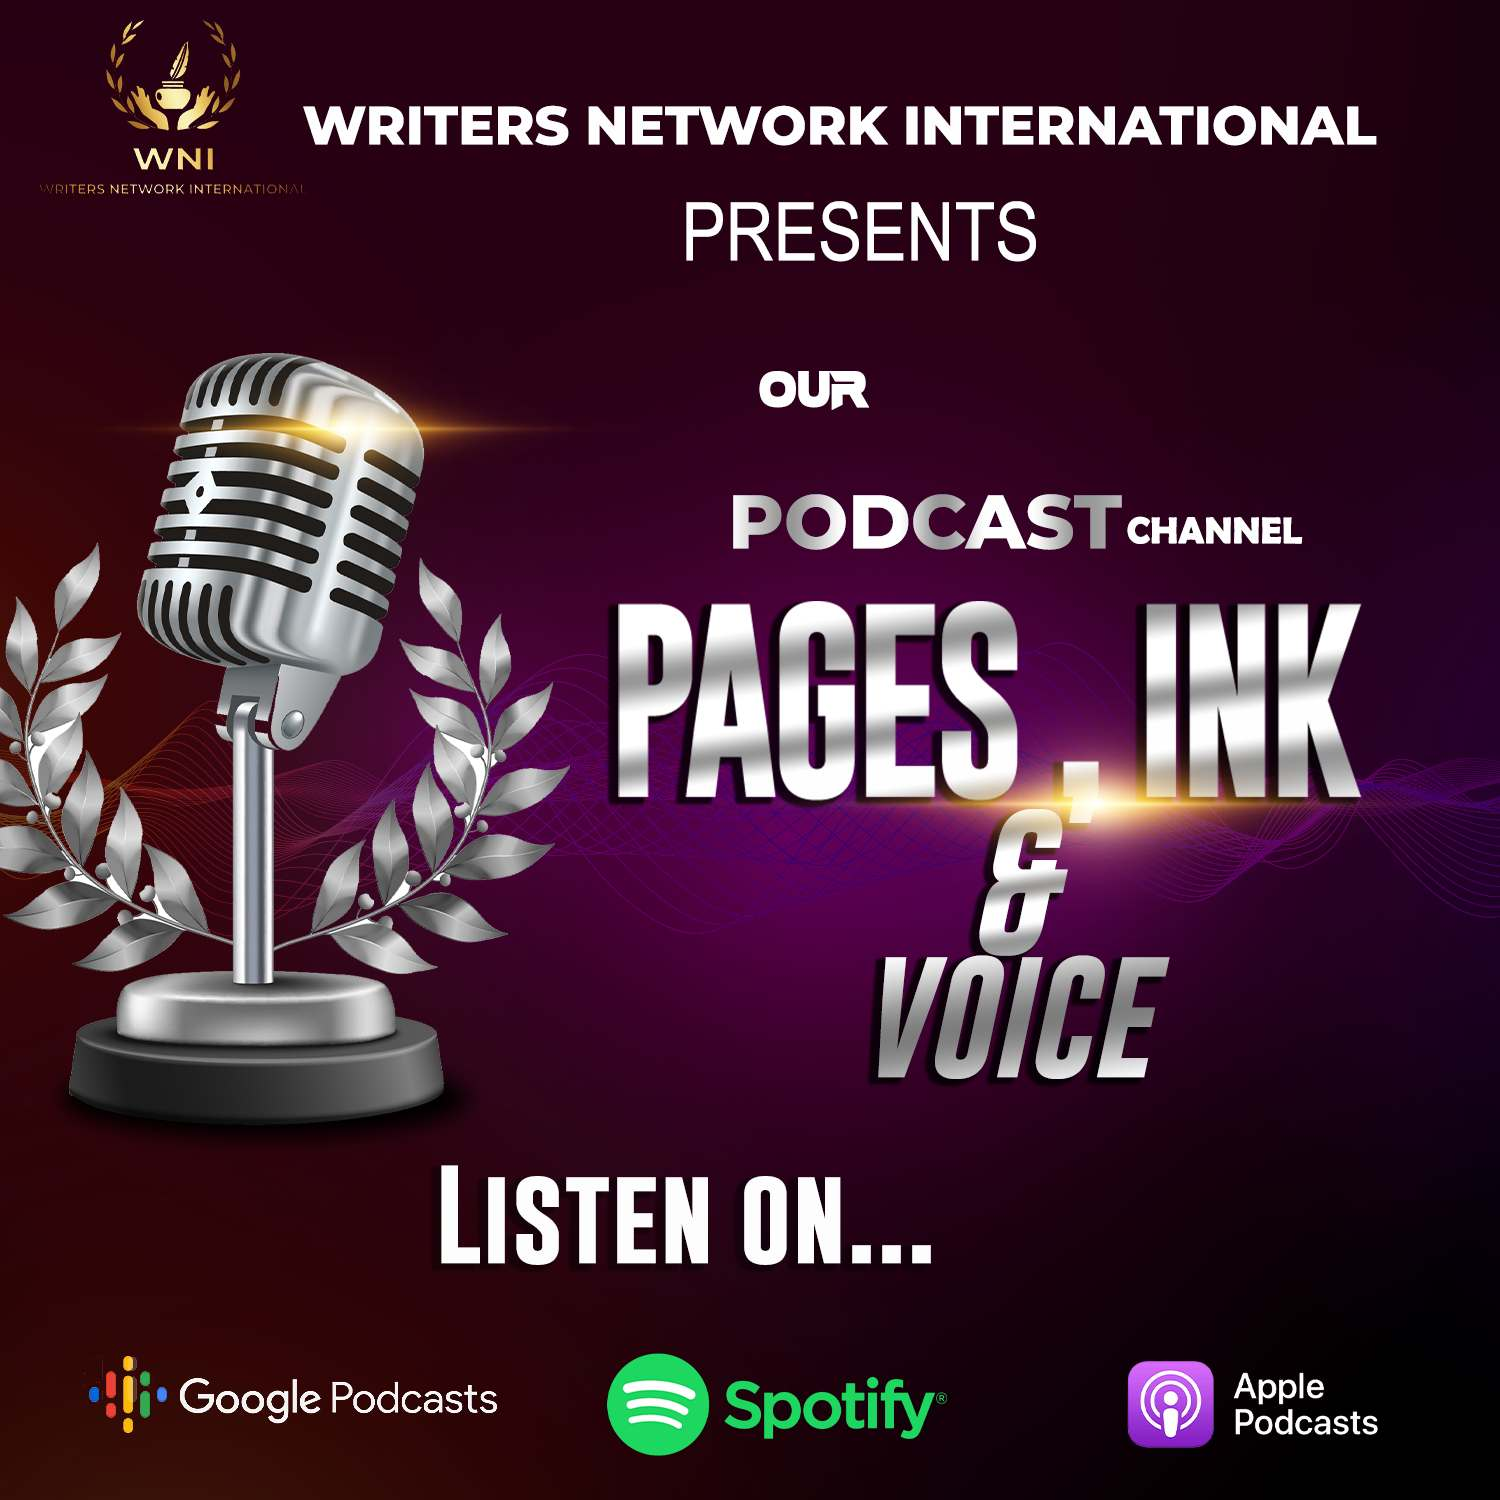 WNI
WRITERS NETWORK INTERNATIONAL
WRITERS NETWORK INTERNATIONAL
PRESENTS
OUR
PODCAST CHANNEL
PAGES , INK
&
VOICE
LISTEN ON...
Google Podcasts
Spotify®
Apple
Podcasts